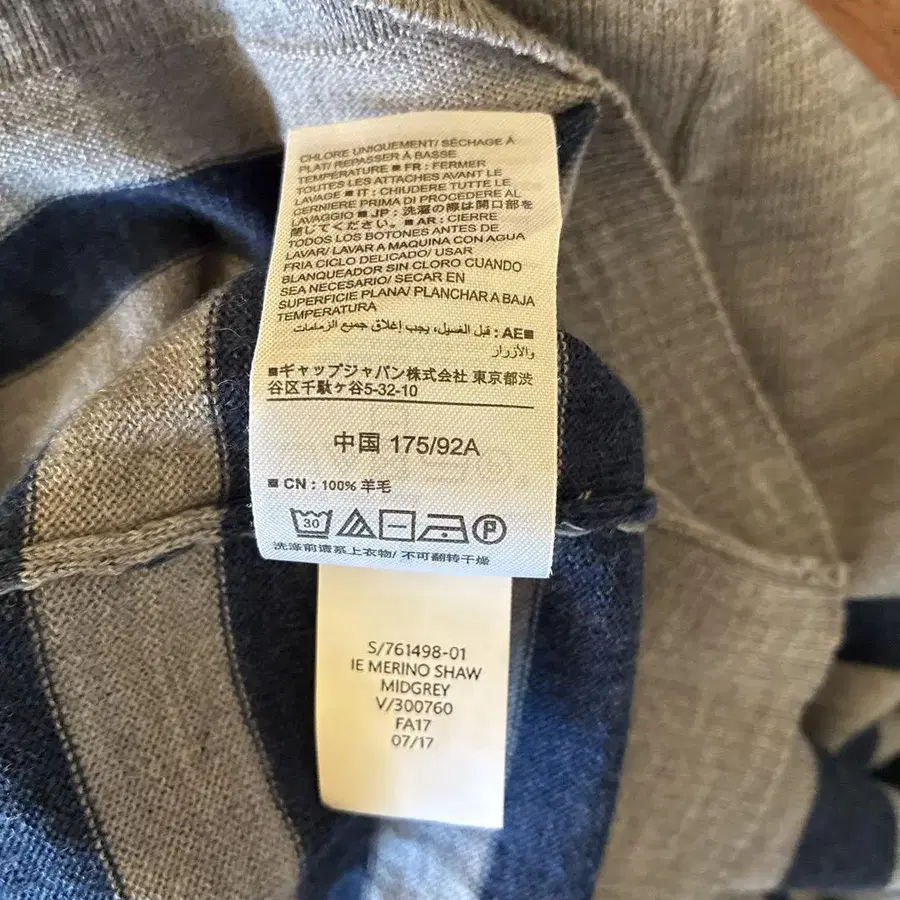 CHLORE UNIQUEMENT/ SÉCHAGE À
PLAT/ REPASSER À BASSE
TEMPERATURE ■ FR : FERMER
TOUTES LES ATTACHES AVANT LE
LAVAGE ■ IT : CHIUDERE TUTTE LE
CERNIERE PRIMA DI PROCEDERE AL
LAVAGGIO ■ JP : 洗濯の際は開口部を
閉じてください。■ AR : CIERRE
TODOS LOS BOTONES ANTES DE
LAVAR/ LAVAR A MAQUINA CON AGUA
FRIA CICLO DELICADO/ USAR
BLANQUEADOR SIN CLORO CUANDO
SEA NECESARIO/ SECAR EN
SUPERFICIE PLANA/ PLANCHAR A BAJA
TEMPERATURA
■AE : قبل الغسيل، يجب إغلاق جميع الزمامات
والأزرار
■ギャップジャパン株式会社 東京都渋
谷区千駄ヶ谷5-32-10
中国 175/92A
■ CN : 100% 羊毛
30 P
洗涤前请系上衣物/ 不可翻转干燥
S/761498-01
IE MERINO SHAW
MIDGREY
V/300760
FA17
07/17